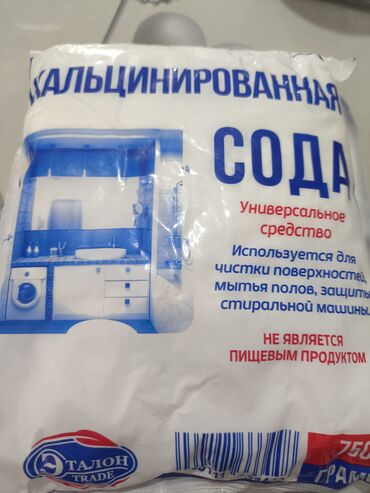 КАЛЬЦИНИРОВАННАЯ
СОДА
Универсальное
средство
Используется для
чистки поверхностей,
мытья полов, защиты
стиральной машины.
НЕ ЯВЛЯЕТСЯ
ПИЩЕВЫМ ПРОДУКТОМ
ЭТАЛОН
TRADE
750
ГРАММ